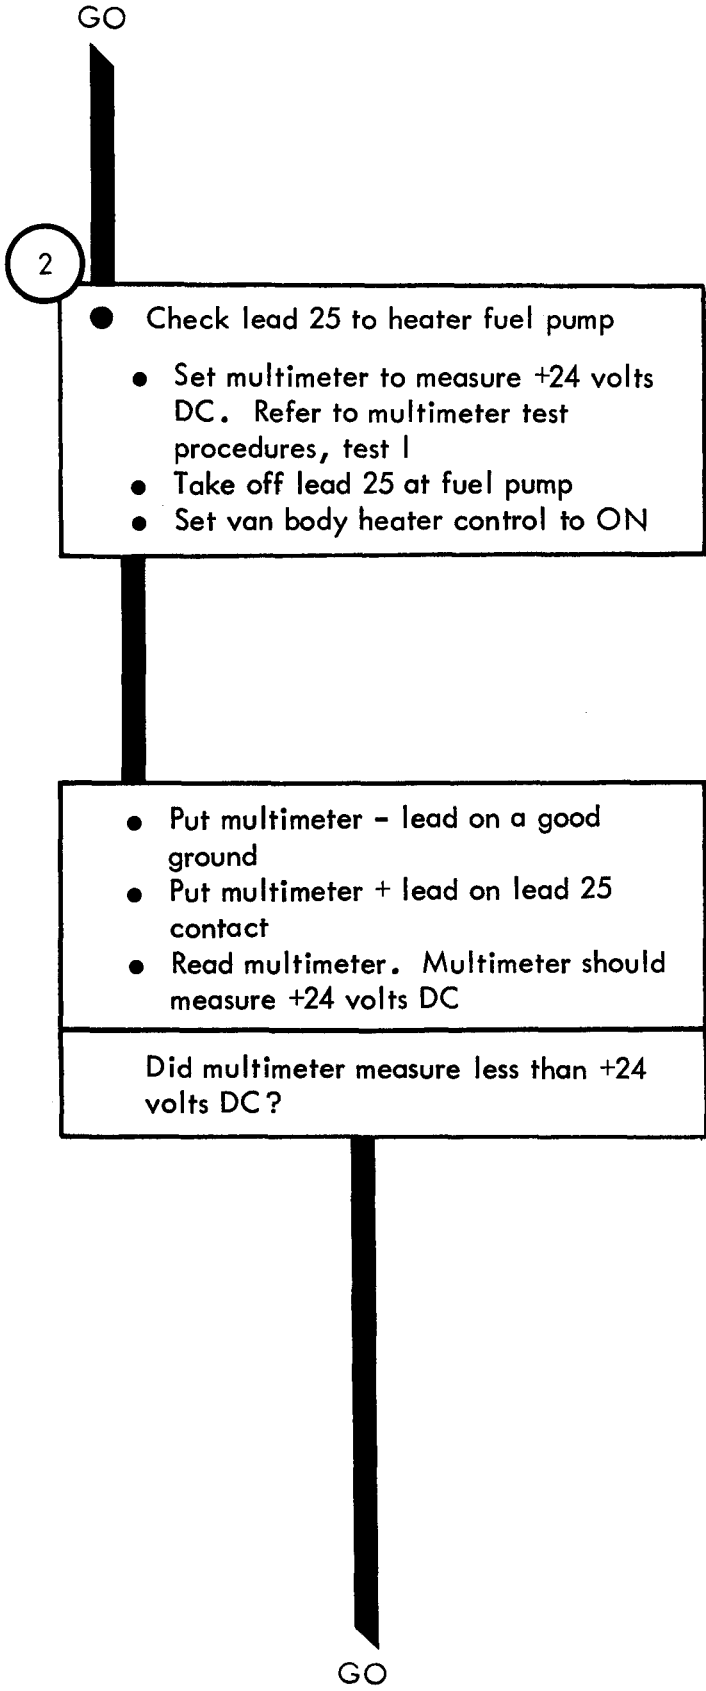 GO
2
● Check lead 25 to heater fuel pump
● Set multimeter to measure +24 volts
DC. Refer to multimeter test
procedures, test l
● Take off lead 25 at fuel pump
● Set van body heater control to ON
● Put multimeter - lead on a good
ground
● Put multimeter + lead on lead 25
contact
● Read multimeter. Multimeter should
measure +24 volts DC
Did multimeter measure less than +24
volts DC?
GO